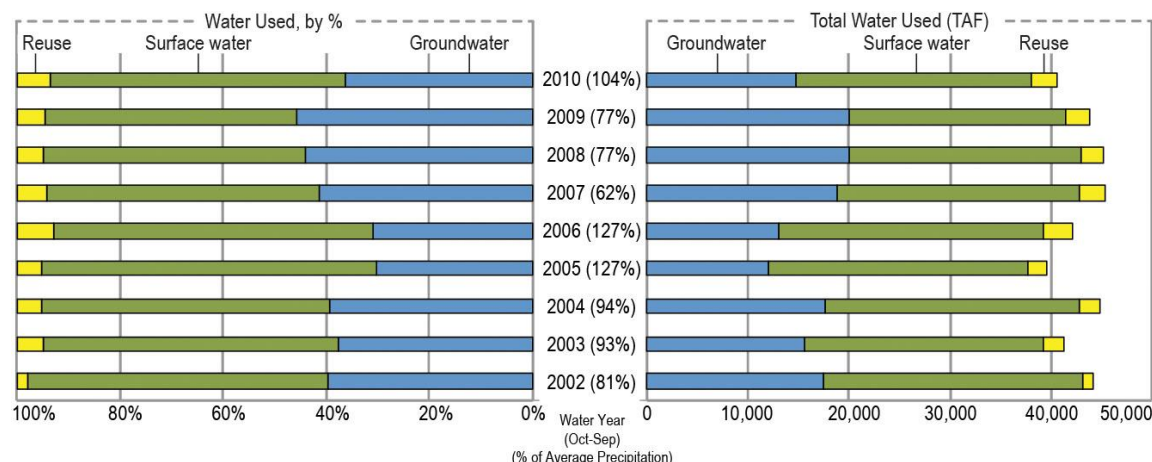 Water Used, by %
Total Water Used (TAF)
Reuse Surface water Groundwater
Groundwater Surface water Reuse
2010 (104%)
2009 (77%)
2008 (77%)
2007 (62%)
2006 (127%)
2005 (127%)
2004 (94%)
2003 (93%)
2002 (81%)
100% 80% 60% 40% 20% 0%
0 10,000 20,000 30,000 40,000 50,000
Water Year
(Oct-Sep)
(% of Average Precipitation)